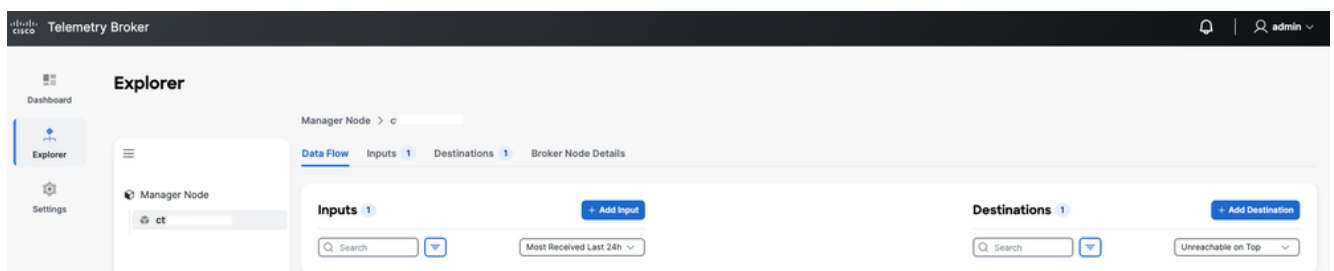 cisco Telemetry Broker
admin
Dashboard
Explorer
Settings
Explorer
Manager Node
ct
Manager Node > c
Data Flow Inputs 1 Destinations 1 Broker Node Details
Inputs 1
+ Add Input
Search
Most Received Last 24h
Destinations 1
+ Add Destination
Search
Unreachable on Top